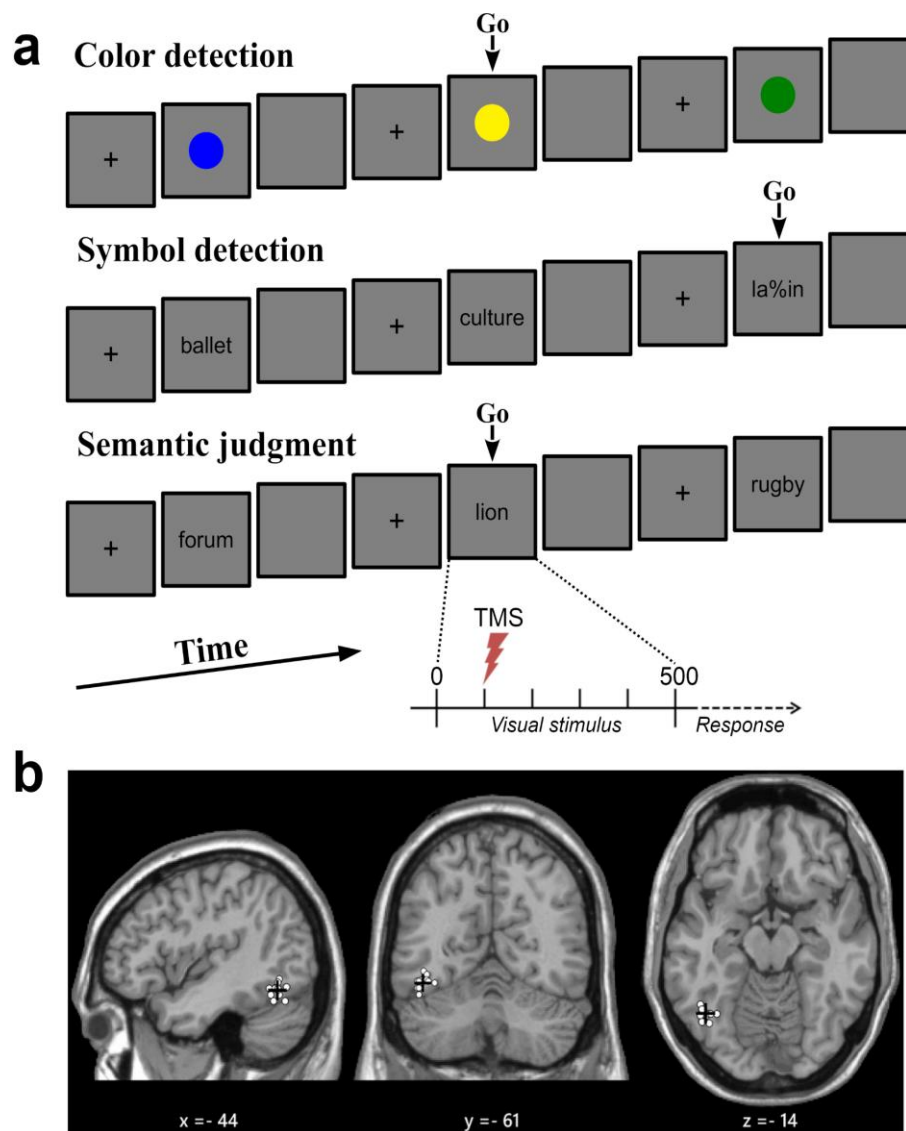 a
Go
Color detection
+ + +
Go
Symbol detection
+ ballet + culture + la%in
Go
Semantic judgment
+ forum + lion + rugby
TMS
Time
0 500
Visual stimulus Response
b
x =- 44 y =- 61 z =- 14